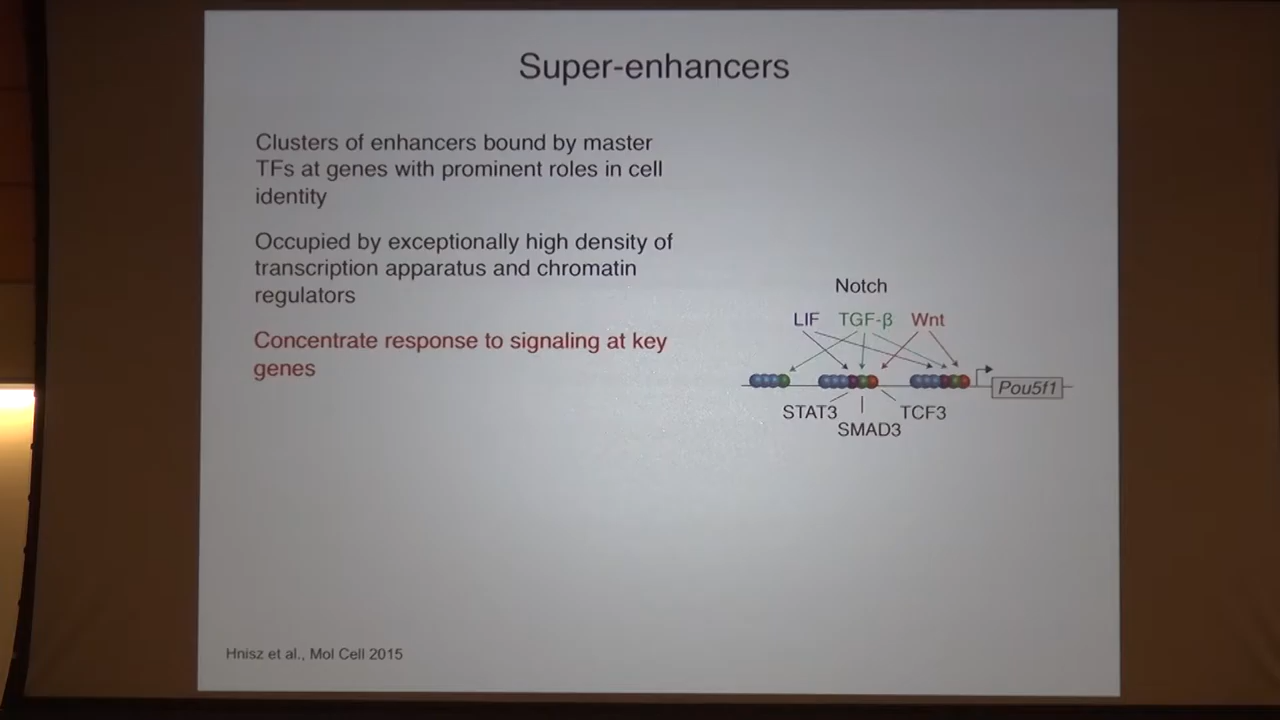 Super-enhancers
Clusters of enhancers bound by master
TFs at genes with prominent roles in cell
identity
Occupied by exceptionally high density of
transcription apparatus and chromatin
regulators
Concentrate response to signaling at key
genes
Notch
LIF TGF-β Wnt
Pou5f1
STAT3 TCF3
SMAD3
Hnisz et al., Mol Cell 2015